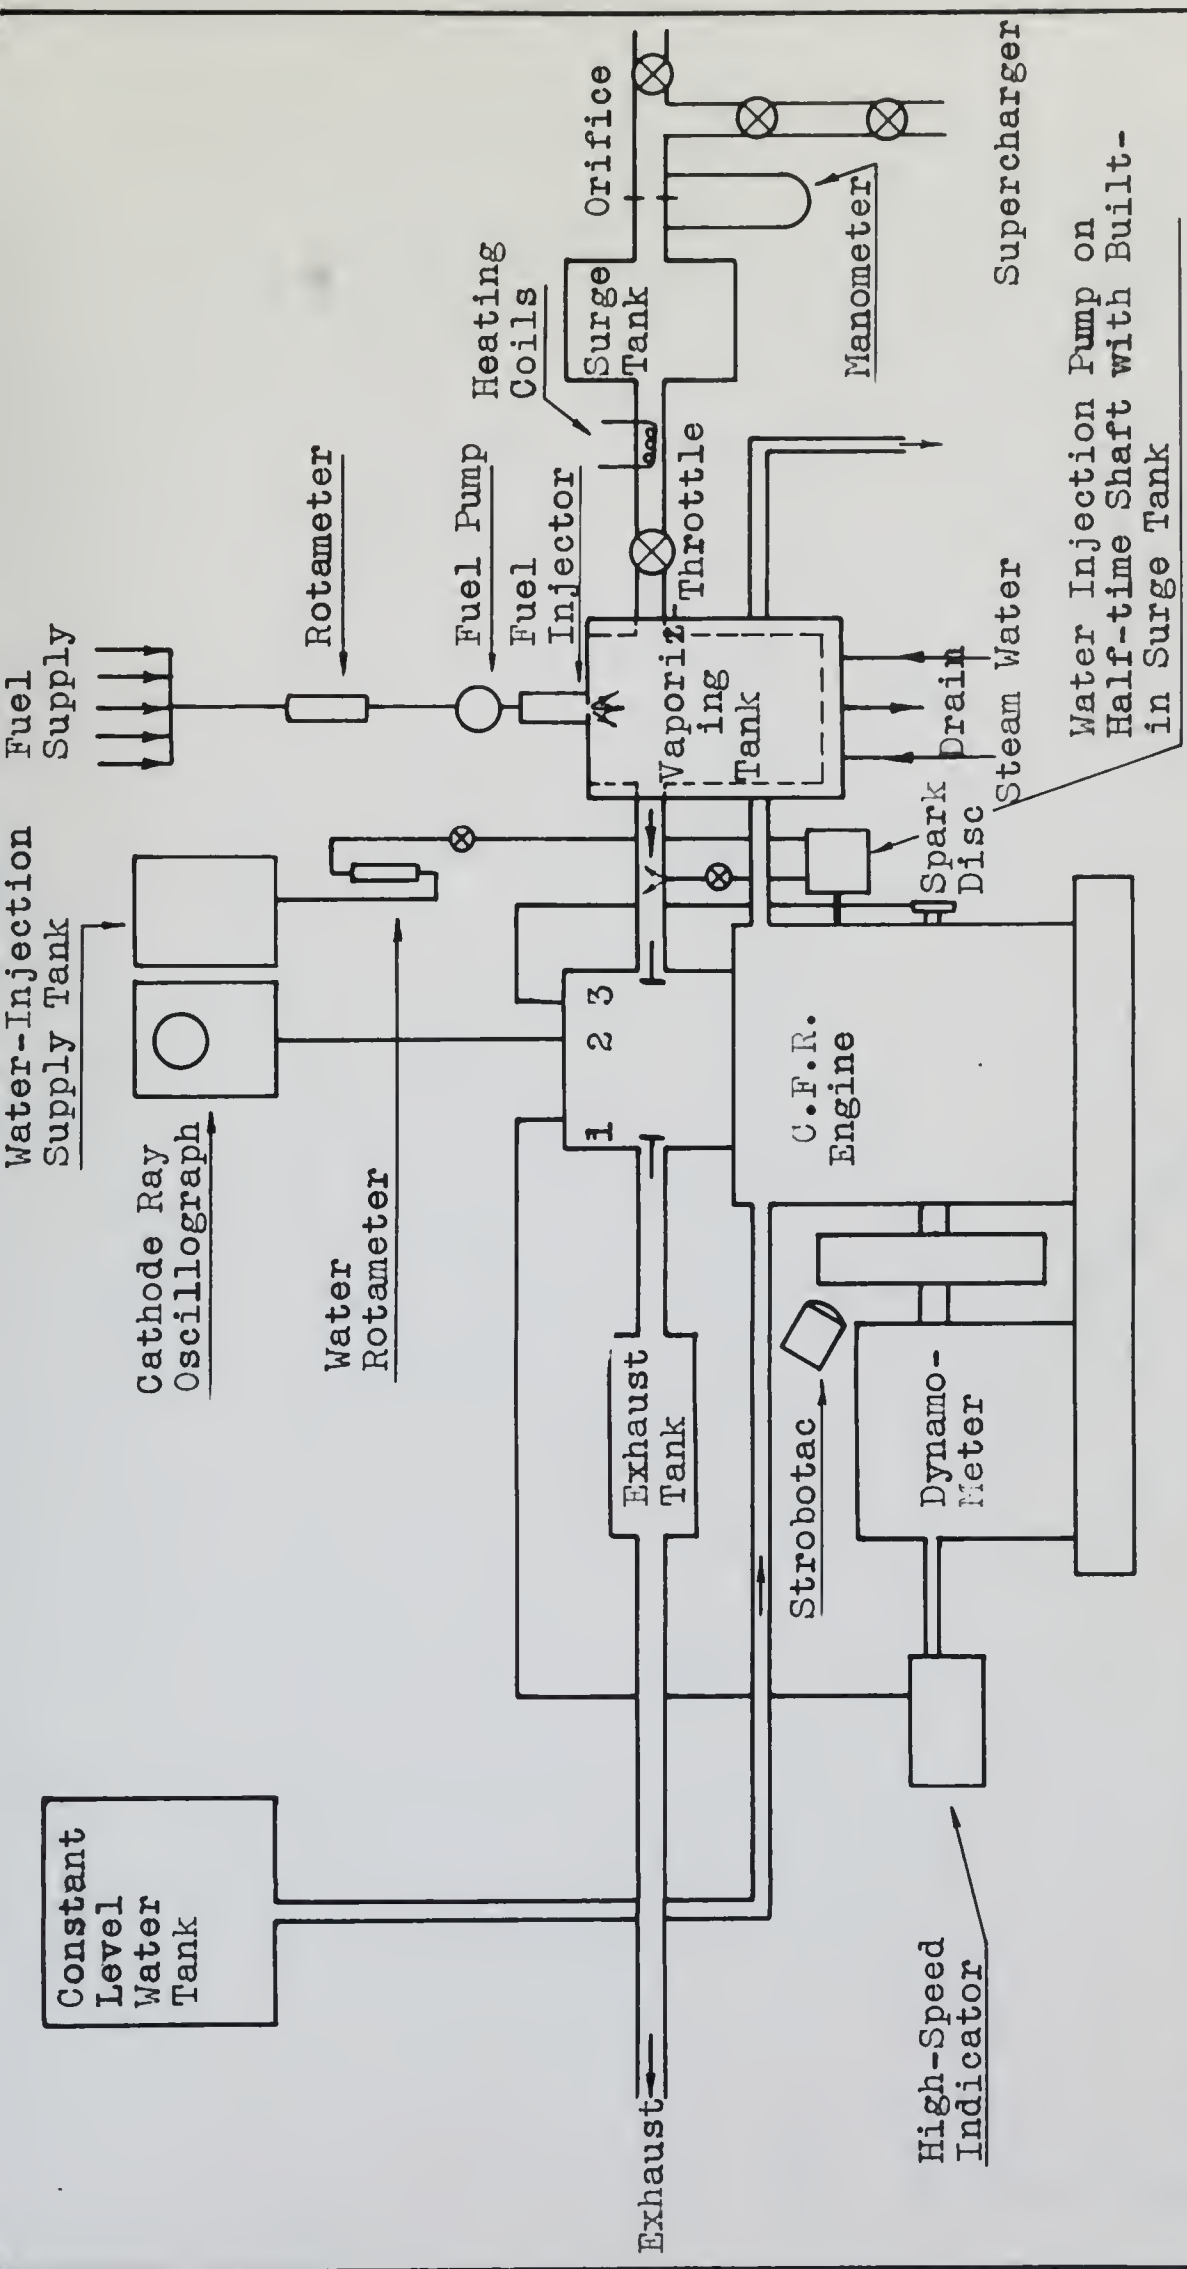 Fuel
Supply
Water-Injection
Supply Tank
Cathode Ray
Oscillograph
Constant
Level
Water
Tank
Rotameter
Water
Rotameter
Fuel Pump
Fuel
Injector
Heating
Coils
Orifice
Surge
Tank
Throttle
Manometer
Supercharger
Vaporiz
ing
Tank
1 2 3
Exhaust
Tank
Exhaust
C.F.R.
Engine
Strobotac
Dynamo-
Meter
High-Speed
Indicator
Spark
Disc
Drain
Steam Water
Water Injection Pump on
Half-time Shaft with Built-
in Surge Tank